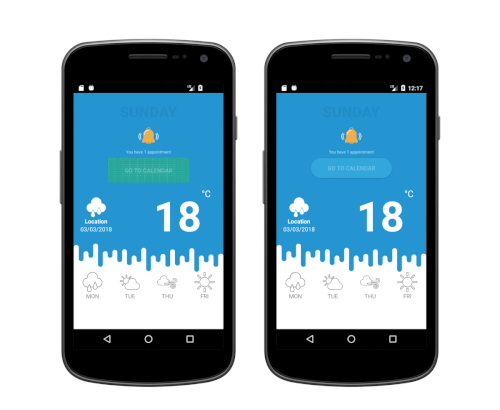 SUNDAY
You have 1 appointment
GO TO CALENDAR
°C
18
Location
03/03/2018
MON TUE THU FRI
12:17
SUNDAY
You have 1 appointment
GO TO CALENDAR
°C
18
Location
03/03/2018
MON TUE THU FRI